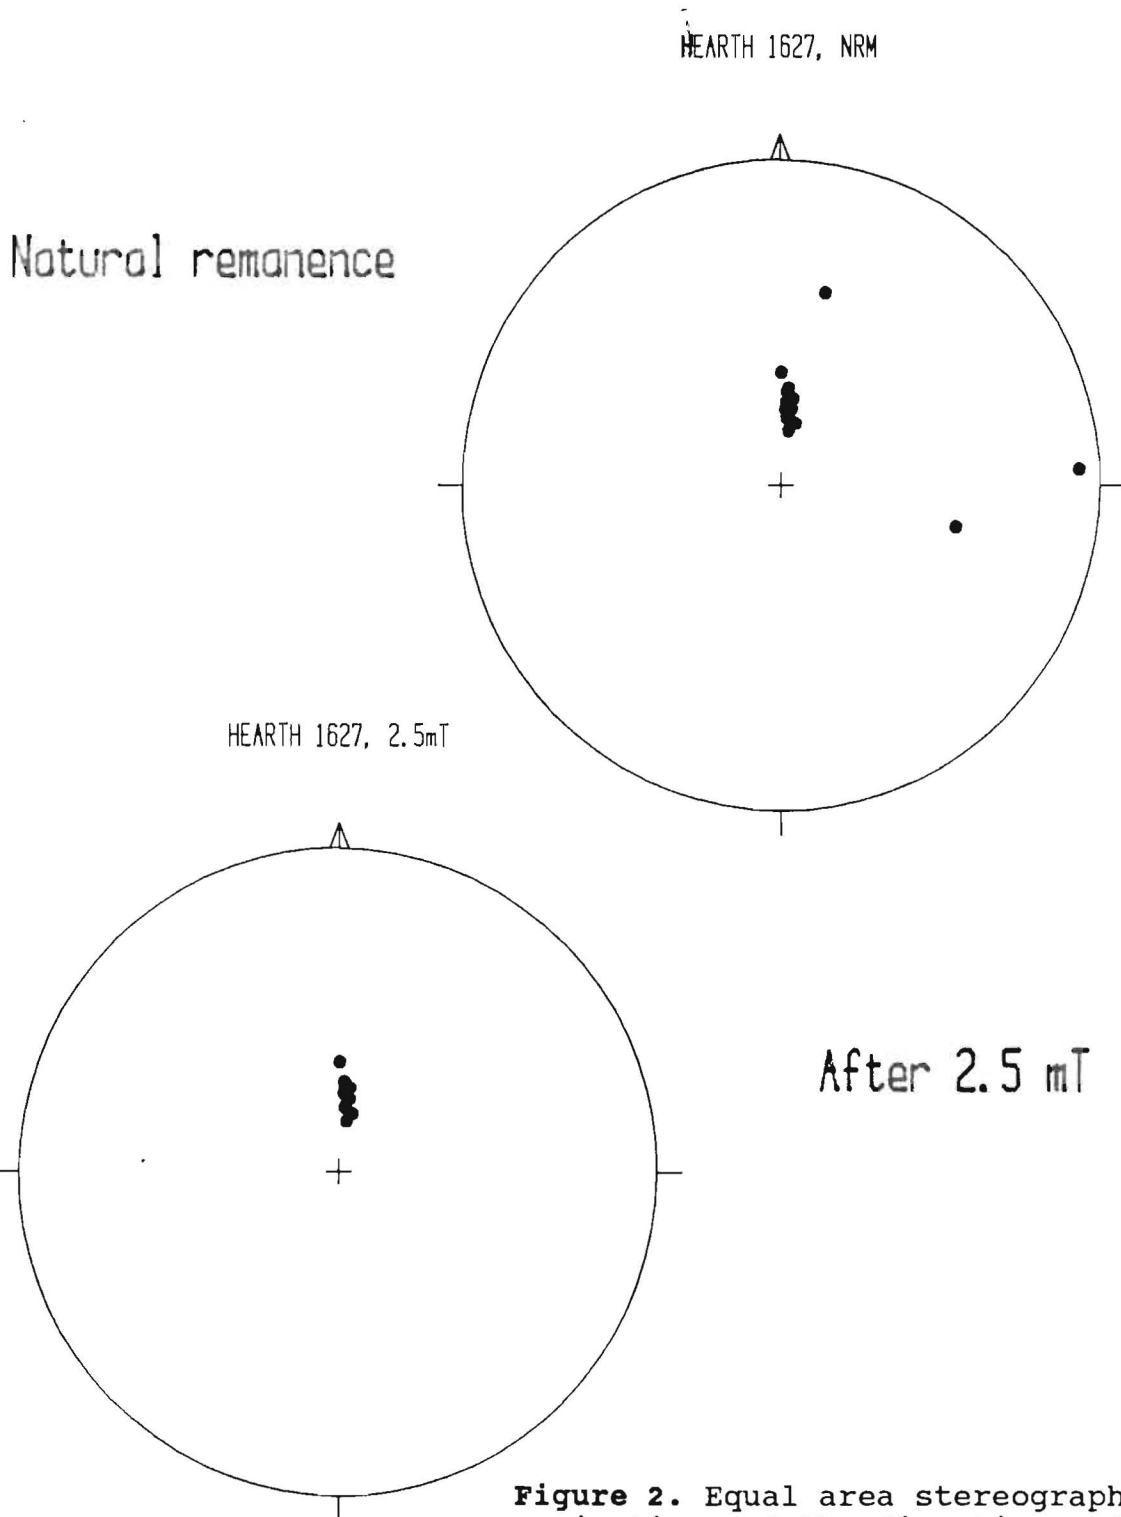 HEARTH 1627, NRM
Natural remanence
HEARTH 1627, 2.5mT
After 2.5 mT
Figure 2. Equal area stereograph